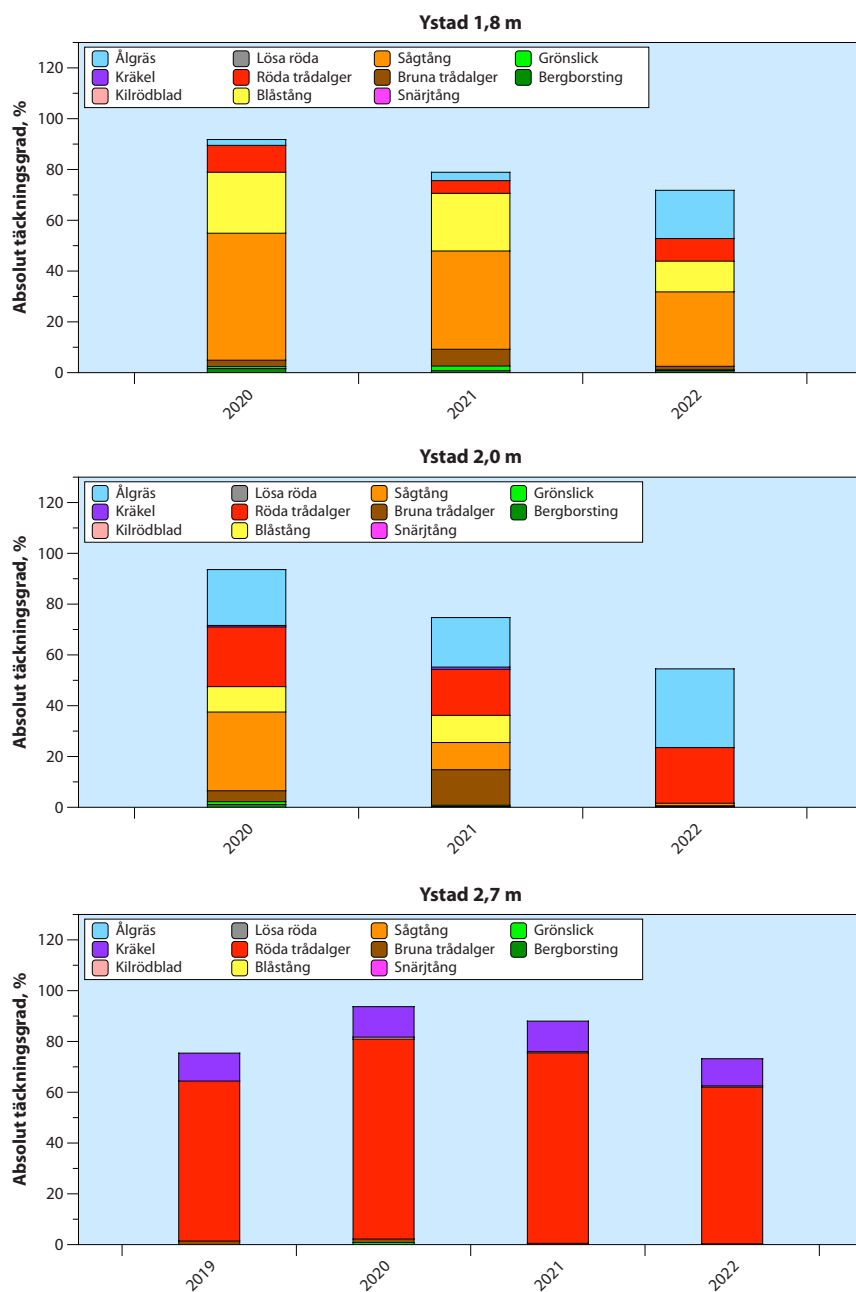 Ystad 1,8 m
Absolut täckningsgrad, %
120
100
80
60
40
20
0
Ålgräs Lösa röda Sågtång Grönslick
Kräkel Röda trådalger Bruna trådalger Bergborsting
Kilrödblad Blåstång Snärjtång
2020 2021 2022
Ystad 2,0 m
Absolut täckningsgrad, %
120
100
80
60
40
20
0
Ålgräs Lösa röda Sågtång Grönslick
Kräkel Röda trådalger Bruna trådalger Bergborsting
Kilrödblad Blåstång Snärjtång
2020 2021 2022
Ystad 2,7 m
Absolut täckningsgrad, %
120
100
80
60
40
20
0
Ålgräs Lösa röda Sågtång Grönslick
Kräkel Röda trådalger Bruna trådalger Bergborsting
Kilrödblad Blåstång Snärjtång
2019 2020 2021 2022